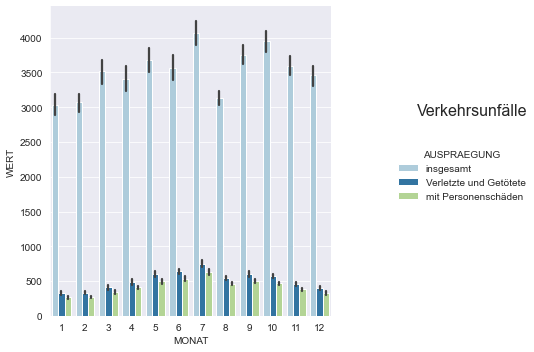 4000
3500
3000
2500
2000
1500
1000
500
0
WERT
1 2 3 4 5 6 7 8 9 10 11 12
MONAT
Verkehrsunfälle
AUSPRAEGUNG
insgesamt
Verletzte und Getötete
mit Personenschäden